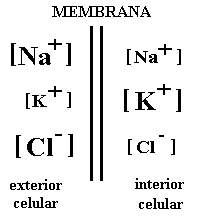 MEMBRANA
[Na+] [Na+]
[K+] [K+]
[Cl-] [Cl-]
exterior interior
celular celular